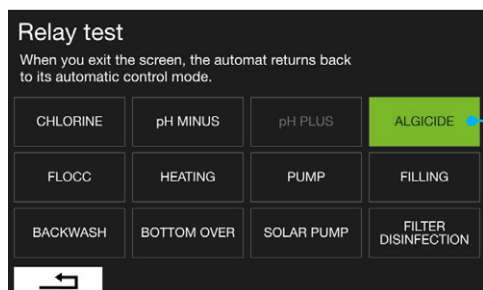 Relay test
When you exit the screen, the automat returns back
to its automatic control mode.
CHLORINE
pH MINUS
pH PLUS
ALGICIDE
FLOCC
HEATING
PUMP
FILLING
BACKWASH
BOTTOM OVER
SOLAR PUMP
FILTER
DISINFECTION